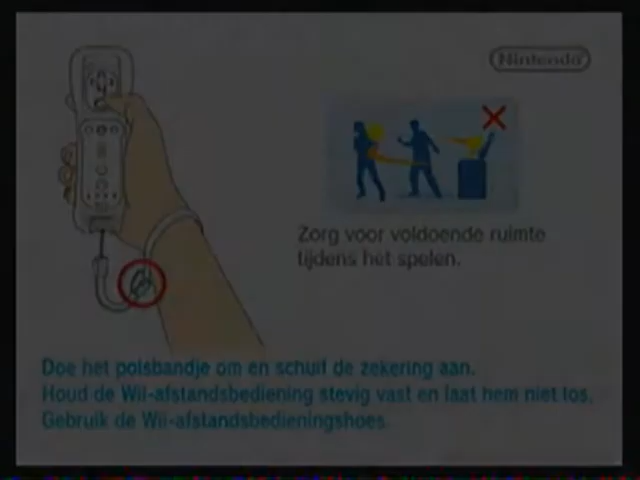 Nintendo
Zorg voor voldoende ruimte
tijdens het spelen.
Doe het polsbandje om en schuif de zekering aan.
Houd de Wii-afstandsbediening stevig vast en laat hem niet los.
Gebruik de Wii-afstandsbedieningshoes.